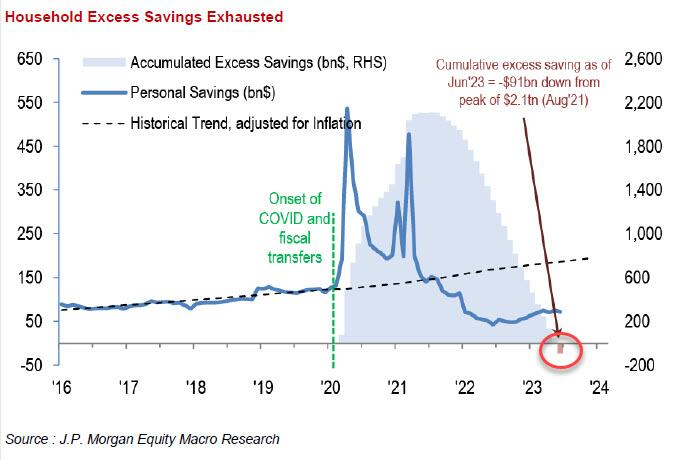 Household Excess Savings Exhausted
650
550
450
350
250
150
50
-50
Accumulated Excess Savings (bn$, RHS)
Personal Savings (bn$)
Historical Trend, adjusted for Inflation
Cumulative excess saving as of
Jun'23 = -$91bn down from
peak of $2.1tn (Aug'21)
Onset of
COVID and
fiscal
transfers
2,600
2,200
1,800
1,400
1,000
600
200
-200
'16 '17 '18 '19 '20 '21 '22 '23 '24
Source : J.P. Morgan Equity Macro Research